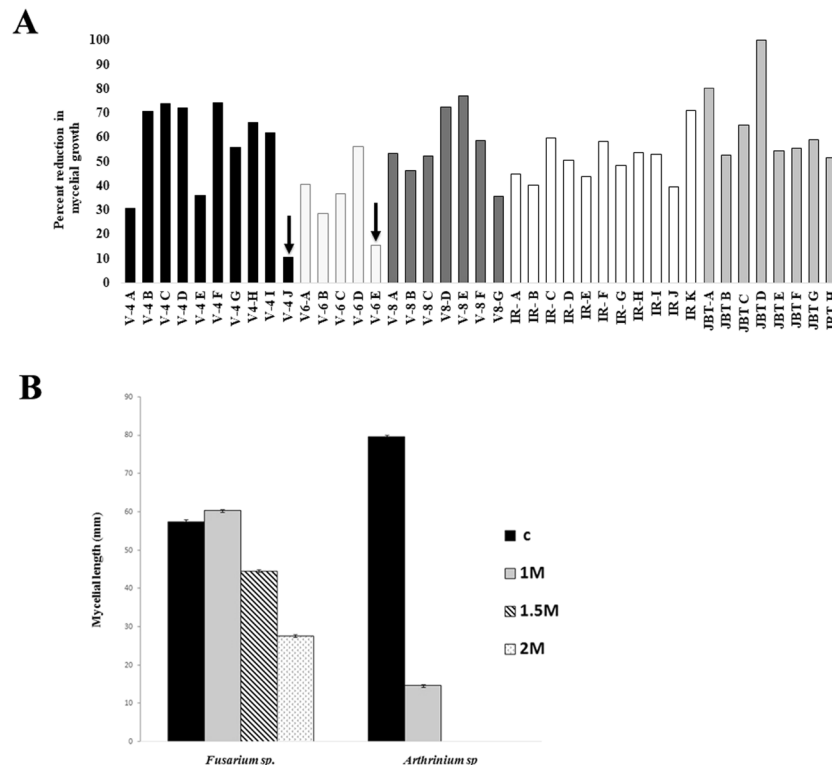 A
Percent reduction in
mycelial growth
100
90
80
70
60
50
40
30
20
10
0
V-4 A
V-4 B
V-4 C
V-4 D
V-4 E
V-4 F
V-4 G
V4-H
V-4 I
V-4 J
V6-A
V-6 B
V-6 C
V-6 D
V-6 E
V-8 A
V-8 B
V-8 C
V8-D
V-8 E
V-8 F
V8-G
IR- A
IR- B
IR- C
IR- D
IR-E
IR- F
IR- G
IR-H
IR-I
IR J
IR K
JBT-A
JBT B
JBT C
JBT D
JBT E
JBT F
JBT G
JBT H
B
Mycelial length (mm)
90
80
70
60
50
40
30
20
10
0
Fusarium sp.
Arthrinium sp
c
1M
1.5M
2M